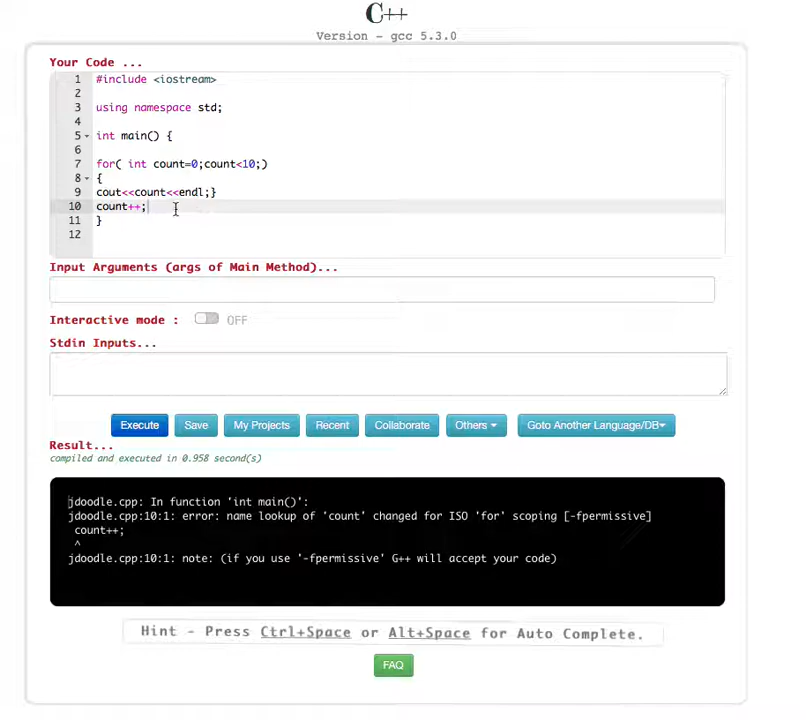 C++
Version - gcc 5.3.0
Your Code ...
1 #include <iostream>
2
3 using namespace std;
4
5 int main() {
6
7 for( int count=0;count<10;)
8 {
9 cout<<count<<endl;}
10 count++;
11 }
12
Input Arguments (args of Main Method)...
Interactive mode : OFF
Stdin Inputs...
Execute Save My Projects Recent Collaborate Others Goto Another Language/DB
Result...
compiled and executed in 0.958 second(s)
jdoodle.cpp: In function 'int main()':
jdoodle.cpp:10:1: error: name lookup of 'count' changed for ISO 'for' scoping [-fpermissive]
count++;
^
jdoodle.cpp:10:1: note: (if you use '-fpermissive' G++ will accept your code)
Hint - Press Ctrl+Space or Alt+Space for Auto Complete.
FAQ